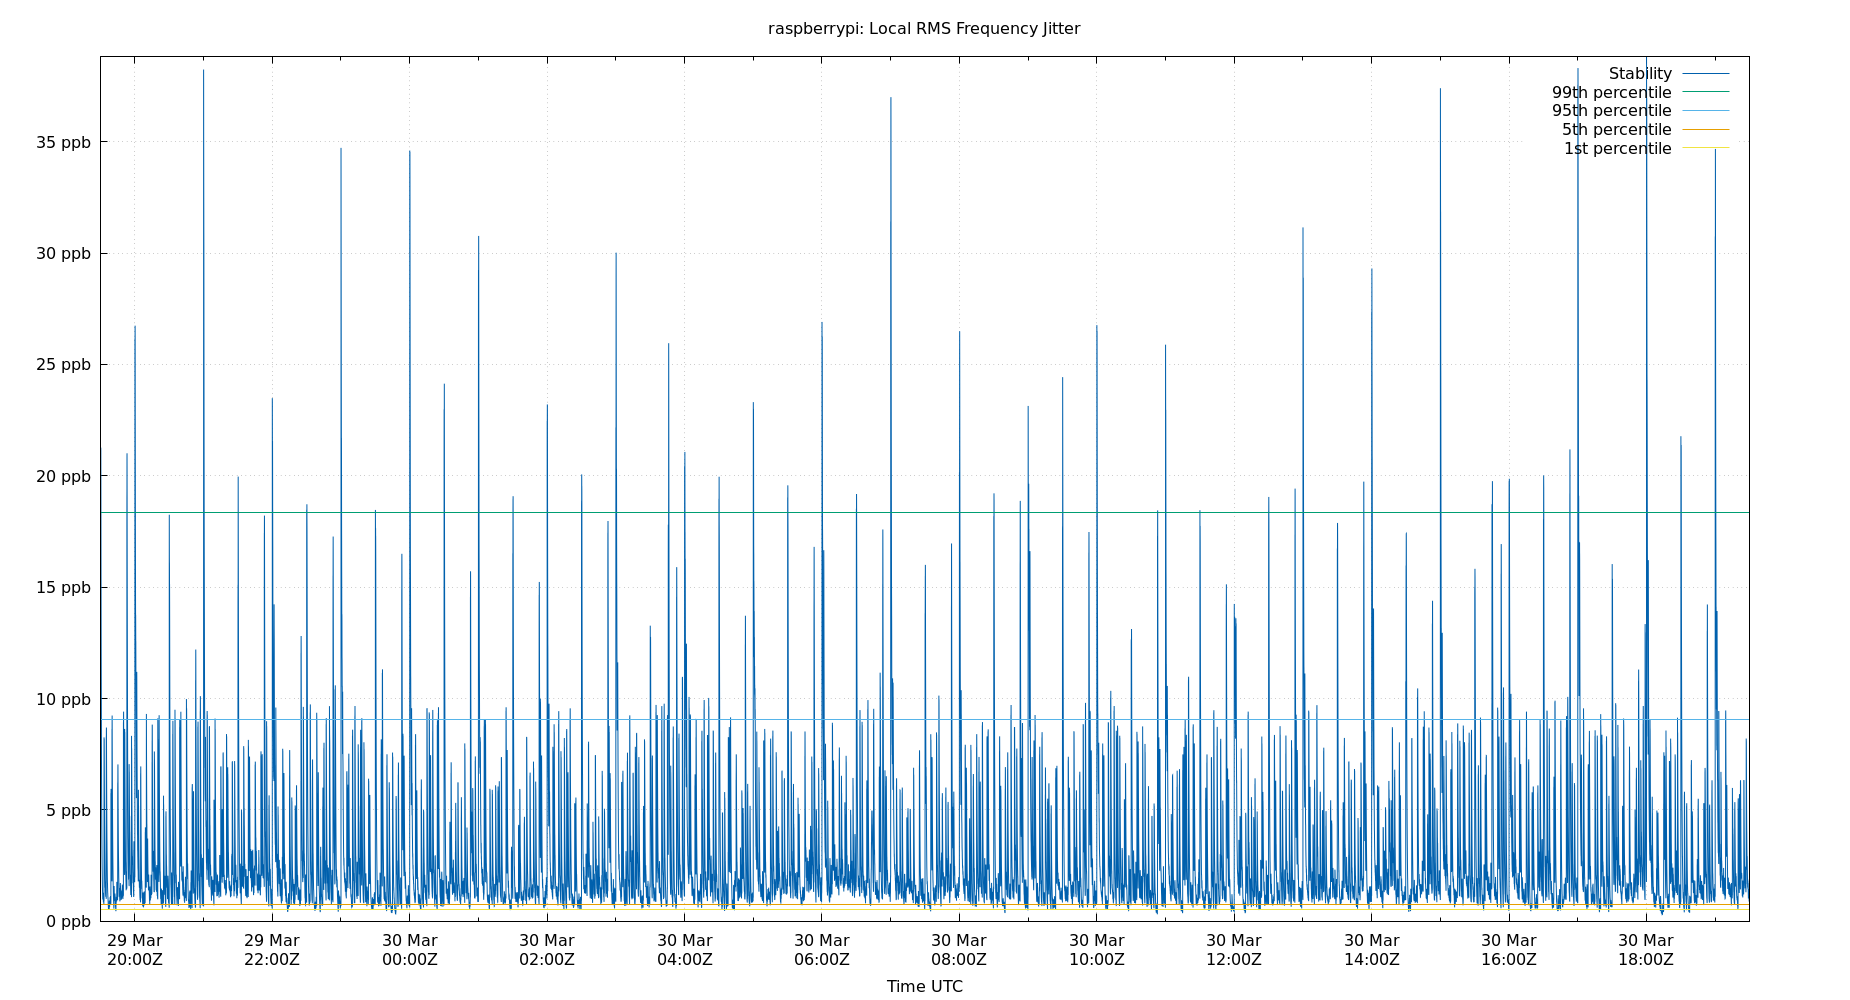 raspberrypi: Local RMS Frequency Jitter
Stability
99th percentile
95th percentile
5th percentile
1st percentile
35 ppb
30 ppb
25 ppb
20 ppb
15 ppb
10 ppb
5 ppb
0 ppb
29 Mar 29 Mar 30 Mar 30 Mar 30 Mar 30 Mar 30 Mar 30 Mar 30 Mar 30 Mar 30 Mar 30 Mar
20:00Z 22:00Z 00:00Z 02:00Z 04:00Z 06:00Z 08:00Z 10:00Z 12:00Z 14:00Z 16:00Z 18:00Z
Time UTC